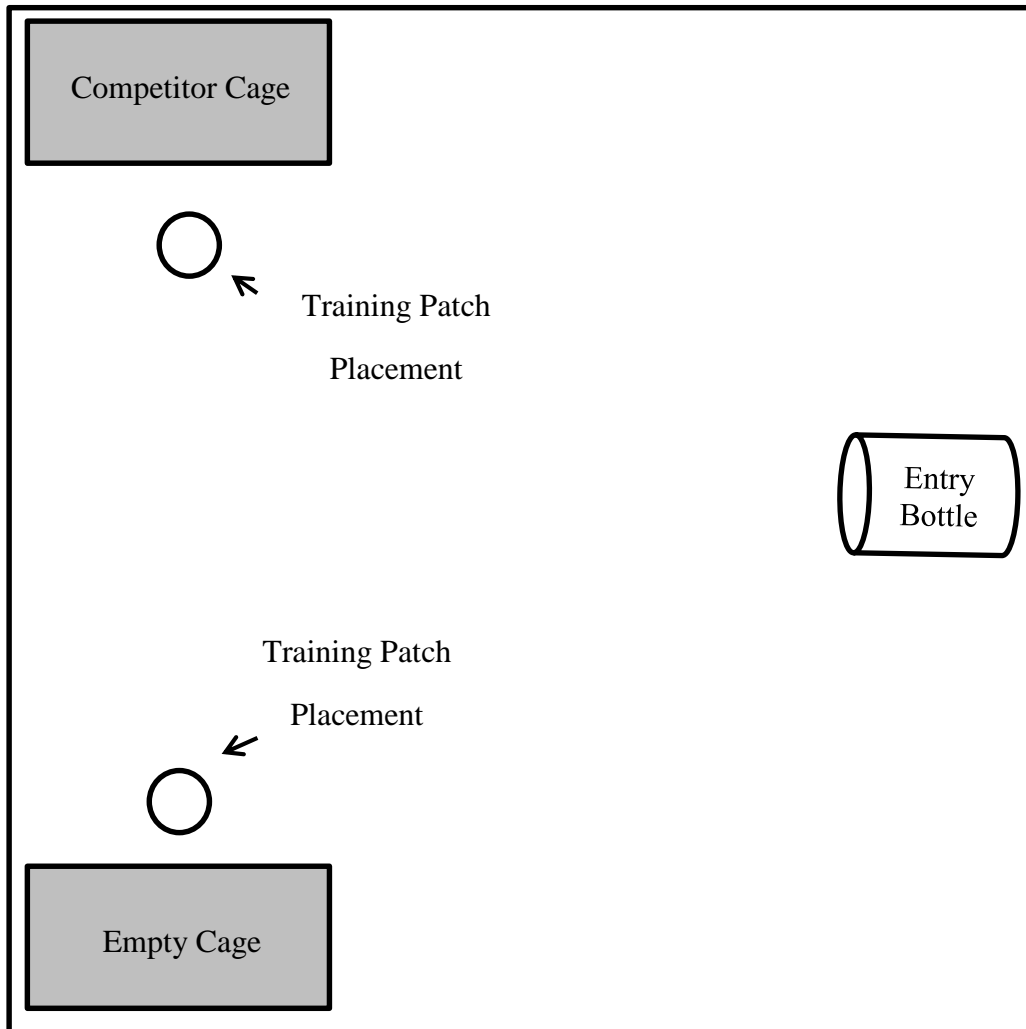 Competitor Cage
Training Patch
Placement
Entry
Bottle
Training Patch
Placement
Empty Cage